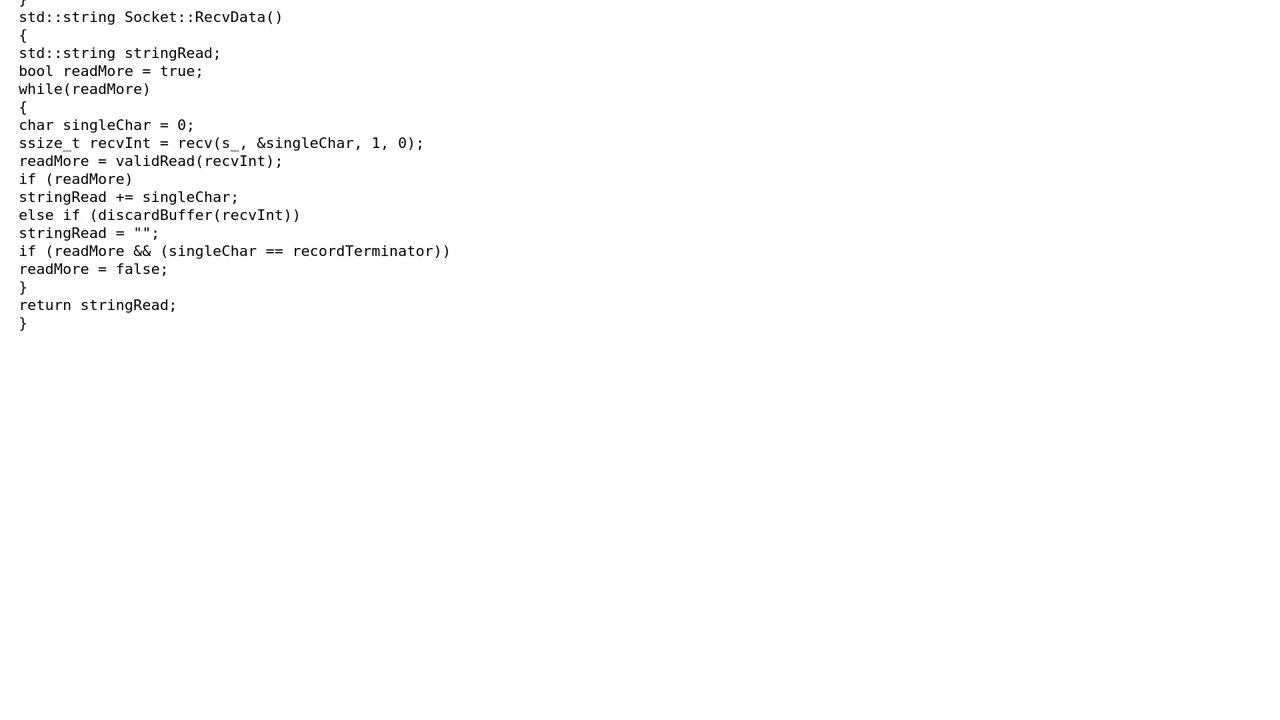 }
std::string Socket::RecvData()
{
std::string stringRead;
bool readMore = true;
while(readMore)
{
char singleChar = 0;
ssize_t recvInt = recv(s_, &singleChar, 1, 0);
readMore = validRead(recvInt);
if (readMore)
stringRead += singleChar;
else if (discardBuffer(recvInt))
stringRead = "";
if (readMore && (singleChar == recordTerminator))
readMore = false;
}
return stringRead;
}